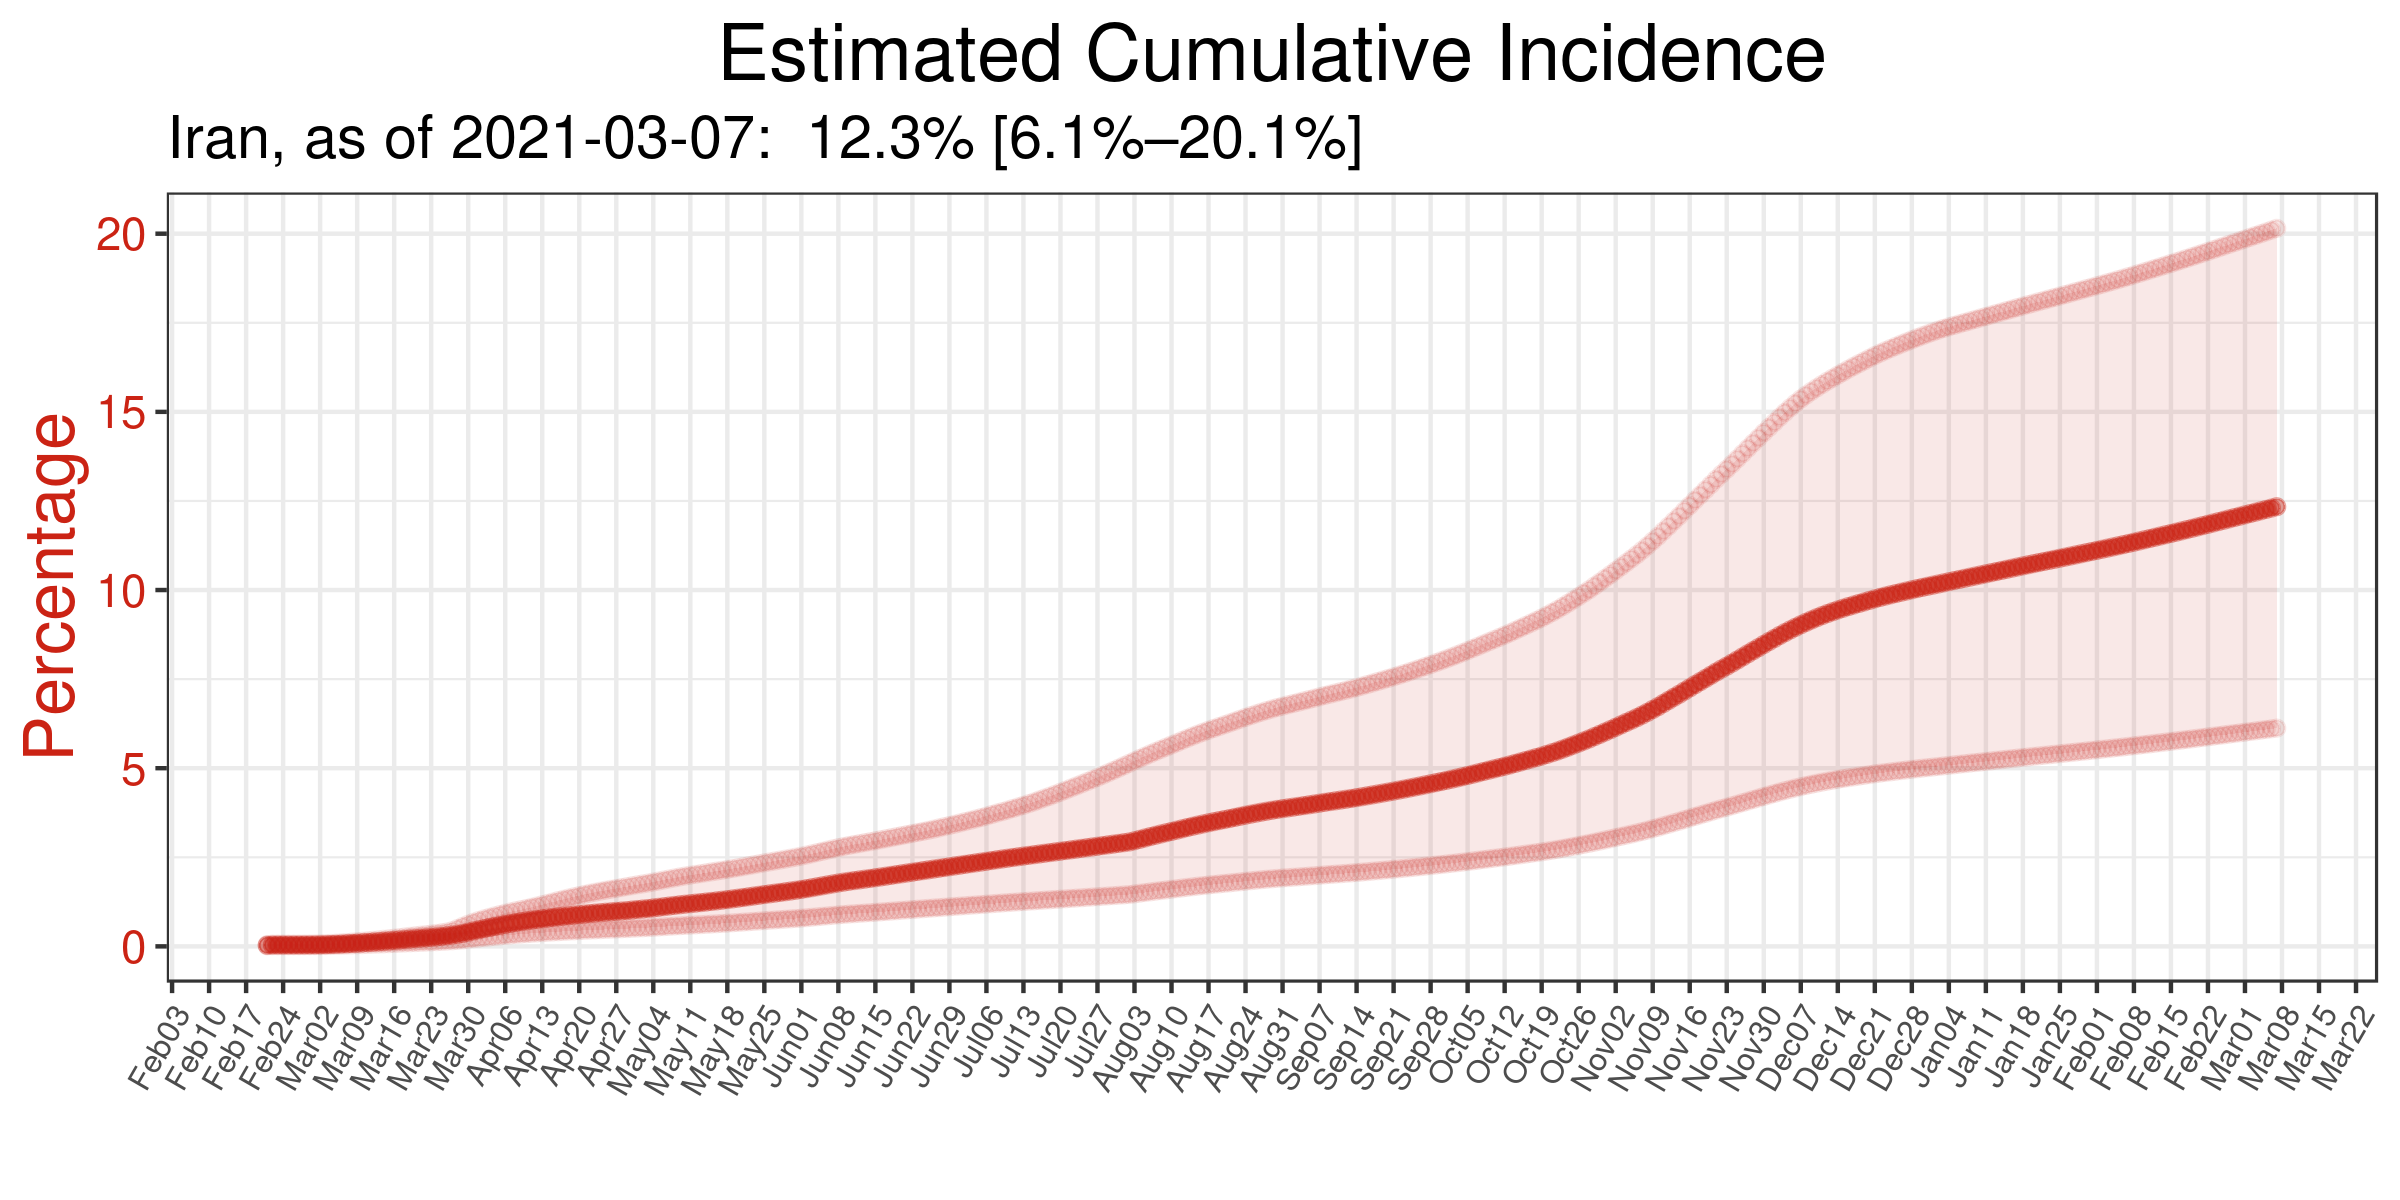 Estimated Cumulative Incidence
Iran, as of 2021-03-07:  12.3% [6.1%–20.1%]
Percentage
20
15
10
5
0
Feb03
Feb10
Feb17
Feb24
Mar02
Mar09
Mar16
Mar23
Mar30
Apr06
Apr13
Apr20
Apr27
May04
May11
May18
May25
Jun01
Jun08
Jun15
Jun22
Jun29
Jul06
Jul13
Jul20
Jul27
Aug03
Aug10
Aug17
Aug24
Aug31
Sep07
Sep14
Sep21
Sep28
Oct05
Oct12
Oct19
Oct26
Nov02
Nov09
Nov16
Nov23
Nov30
Dec07
Dec14
Dec21
Dec28
Jan04
Jan11
Jan18
Jan25
Feb01
Feb08
Feb15
Feb22
Mar01
Mar08
Mar15
Mar22